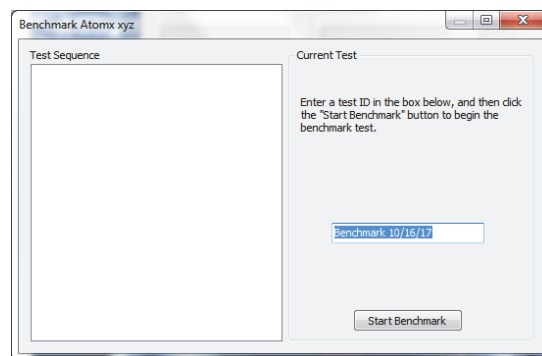 Benchmark Atomx xyz
Test Sequence
Current Test
Enter a test ID in the box below, and then click
the "Start Benchmark" button to begin the
benchmark test.
Benchmark 10/16/17
Start Benchmark